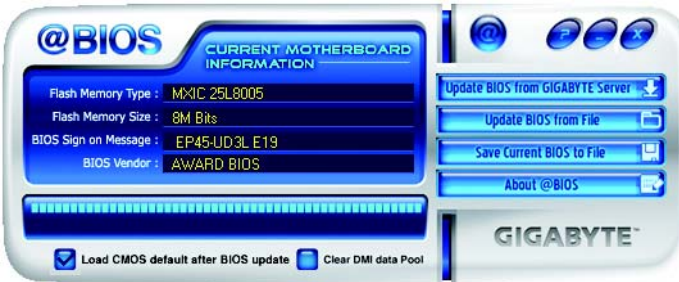 @BIOS
CURRENT MOTHERBOARD
INFORMATION
Flash Memory Type : MXIC 25L8005
Flash Memory Size : 8M Bits
BIOS Sign on Message : EP45-UD3L E19
BIOS Vendor : AWARD BIOS
Load CMOS default after BIOS update
Clear DMI data Pool
@ ? _ X
Update BIOS from GIGABYTE Server
Update BIOS from File
Save Current BIOS to File
About @BIOS
GIGABYTE™